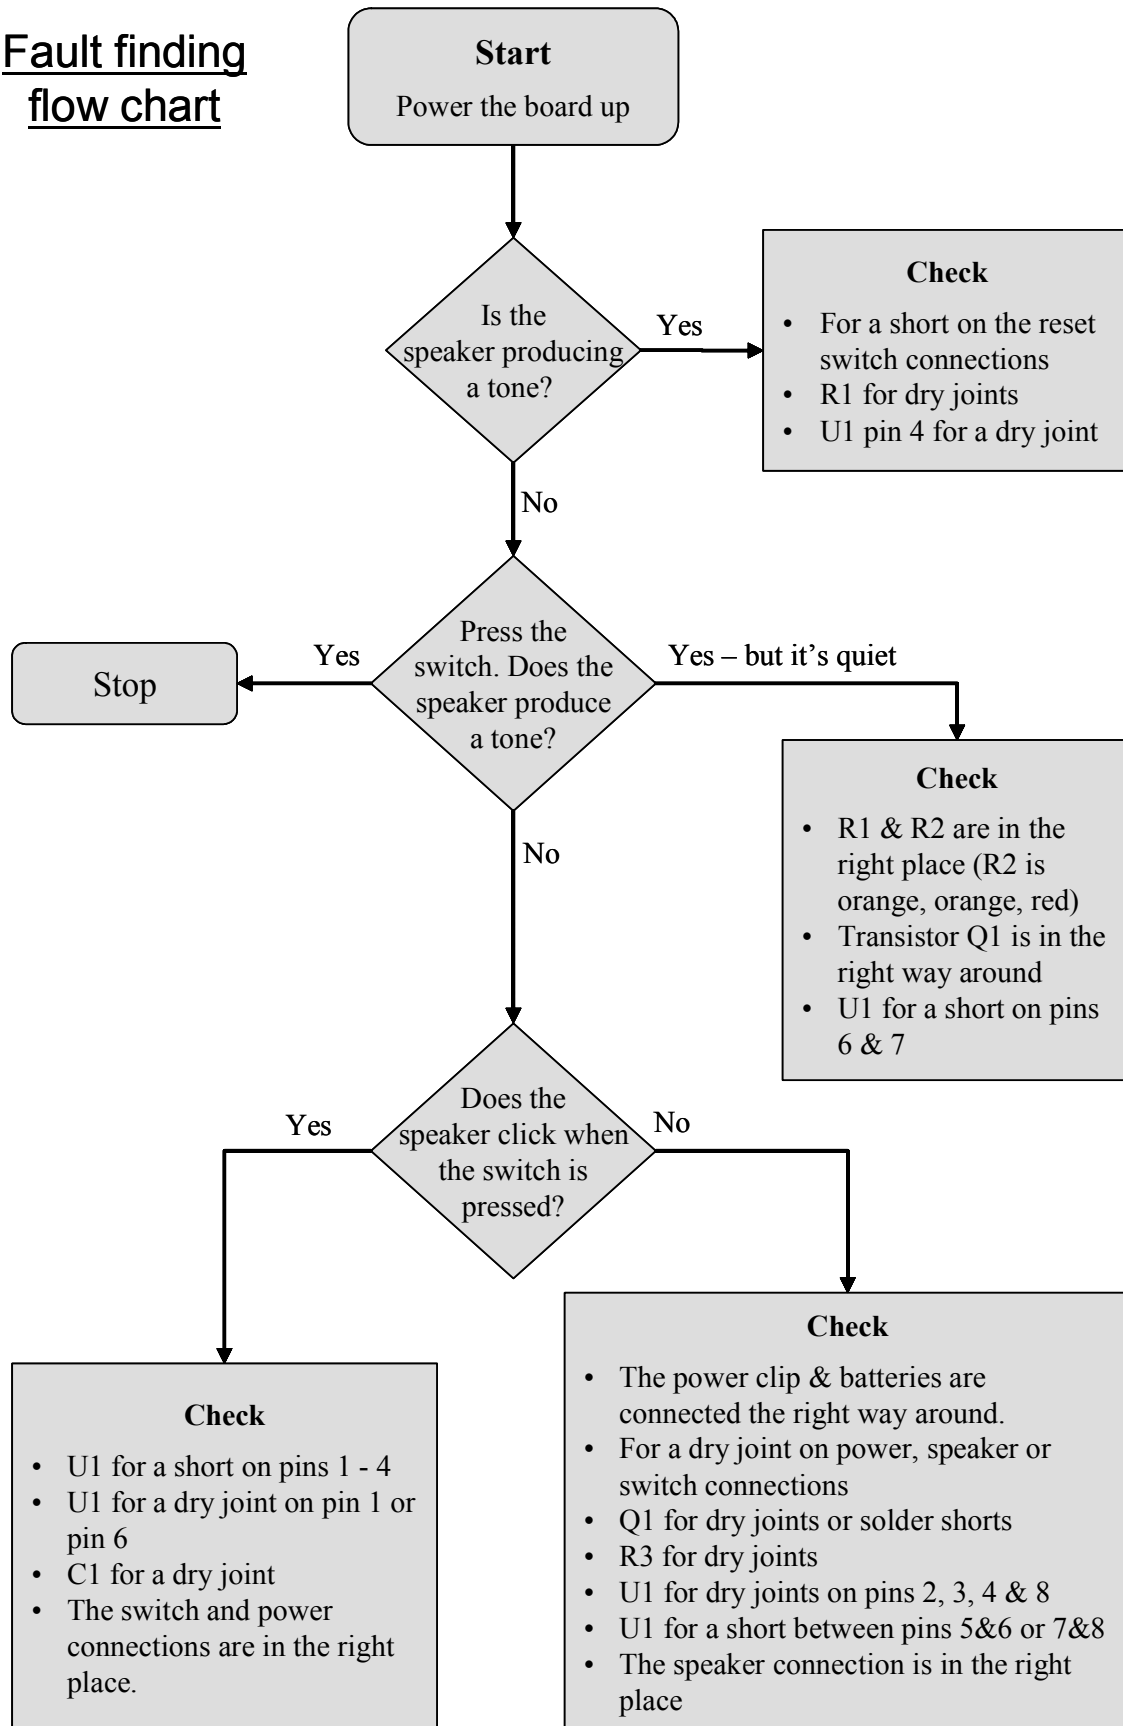 Fault finding
flow chart
Start
Power the board up
Is the
speaker producing
a tone?
Yes
Check
• For a short on the reset
switch connections
• R1 for dry joints
• U1 pin 4 for a dry joint
No
Press the
switch. Does the
speaker produce
a tone?
Yes
Stop
Yes – but it's quiet
Check
• R1 & R2 are in the
right place (R2 is
orange, orange, red)
• Transistor Q1 is in the
right way around
• U1 for a short on pins
6 & 7
No
Does the
speaker click when
the switch is
pressed?
Yes
No
Check
• U1 for a short on pins 1 - 4
• U1 for a dry joint on pin 1 or
pin 6
• C1 for a dry joint
• The switch and power
connections are in the right
place.
Check
• The power clip & batteries are
connected the right way around.
• For a dry joint on power, speaker or
switch connections
• Q1 for dry joints or solder shorts
• R3 for dry joints
• U1 for dry joints on pins 2, 3, 4 & 8
• U1 for a short between pins 5&6 or 7&8
• The speaker connection is in the right
place